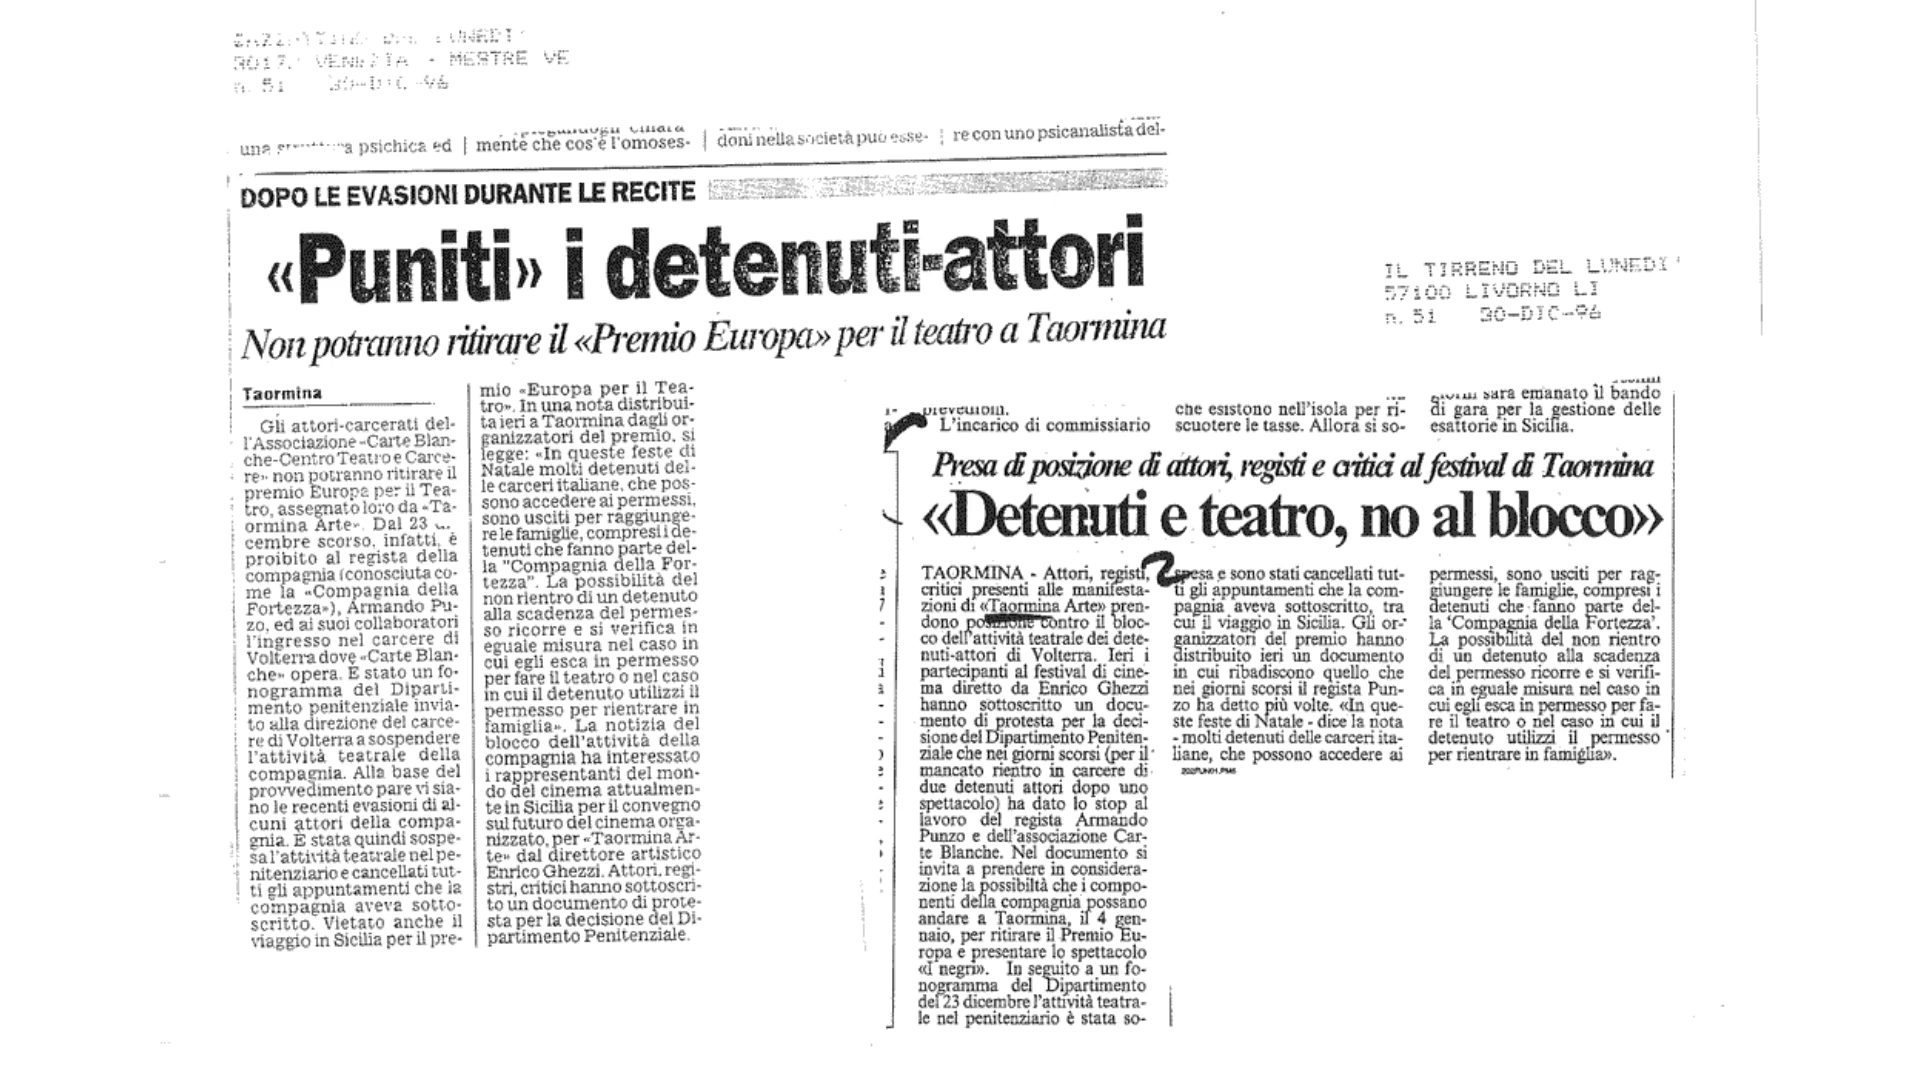 VENEZIA - MESTRE VE
n. 51 30-DIC-96
psichica ed
mente che cos'è l'omoses-
doni nella società può esse-
re con uno psicanalista del-
DOPO LE EVASIONI DURANTE LE RECITE
«Puniti» i detenuti-attori
Non potranno ritirare il «Premio Europa» per il teatro a Taormina
Taormina
Gli attori-carcerati del-
l'Associazione «Carte Blan-
che-Centro Teatro e Carce-
re» non potranno ritirare il
premio Europa per il Tea-
tro, assegnato loro da «Ta-
ormina Arte». Dal 23
cembre scorso, infatti, è
proibito al regista della
compagnia (conosciuta co-
me la «Compagnia della
Fortezza»), Armando Pu-
zo, ed ai suoi collaboratori
l'ingresso nel carcere di
Volterra dove «Carte Blan-
che» opera. E stato un fo-
nogramma del Diparti-
mento penitenziale invia-
to alla direzione del carce-
re di Volterra a sospendere
l'attività teatrale della
compagnia. Alla base del
provvedimento pare vi sia-
no le recenti evasioni di al-
cuni attori della compa-
gnia. E stata quindi sospe-
sa l'attività teatrale nel pe-
nitenziario e cancellati tut-
ti gli appuntamenti che la
compagnia aveva sotto-
scritto. Vietato anche il
viaggio in Sicilia per il pre-
mio «Europa per il Tea-
tro». In una nota distribui-
ta ieri a Taormina dagli or-
ganizzatori del premio, si
legge: «In queste feste di
Natale molti detenuti del-
le carceri italiane, che pos-
sono accedere ai permessi,
sono usciti per raggiunge-
re le famiglie, compresi i de-
tenuti che fanno parte del-
la "Compagnia della For-
tezza". La possibilità del
non rientro di un detenuto
alla scadenza del permes-
so ricorre e si verifica in
eguale misura nel caso in
cui egli esca in permesso
per fare il teatro o nel caso
in cui il detenuto utilizzi il
permesso per rientrare in
famiglia». La notizia del
blocco dell'attività della
compagnia ha interessato
i rappresentanti del mon-
do del cinema attualmen-
te in Sicilia per il convegno
sul futuro del cinema orga-
nizzato, per «Taormina Ar-
te» dal direttore artistico
Enrico Ghezzi. Attori, regi-
stri, critici hanno sottoscri-
to un documento di prote-
sta per la decisione del Di-
partimento Penitenziale.
IL TIRRENO DEL LUNEDI'
57100 LIVORNO LI
n. 51 30-DIC-96
L'incarico di commissiario
che esistono nell'isola per ri-
scuotere le tasse. Allora si so-
sara emanato il bando
di gara per la gestione delle
esattorie in Sicilia.
Presa di posizione di attori, registi e critici al festival di Taormina
«Detenuti e teatro, no al blocco»
TAORMINA - Attori, registi,
critici presenti alle manifesta-
zioni di «Taormina Arte» pren-
dono posizione contro il bloc-
co dell'attività teatrale dei dete-
nuti-attori di Volterra. Ieri i
partecipanti al festival di cine-
ma diretto da Enrico Ghezzi
hanno sottoscritto un docu-
mento di protesta per la deci-
sione del Dipartimento Peniten-
ziale che nei giorni scorsi (per il
mancato rientro in carcere di
due detenuti attori dopo uno
spettacolo) ha dato lo stop al
lavoro del regista Armando
Punzo e dell'associazione Car-
te Blanche. Nel documento si
invita a prendere in considera-
zione la possibiltà che i compo-
nenti della compagnia possano
andare a Taormina, il 4 gen-
naio, per ritirare il Premio Eu-
ropa e presentare lo spettacolo
«I negri». In seguito a un fo-
nogramma del Dipartimento
del 23 dicembre l'attività teatra-
le nel penitenziario è stata so-
spesa e sono stati cancellati tut-
ti gli appuntamenti che la com-
pagnia aveva sottoscritto, tra
cui il viaggio in Sicilia. Gli or-
ganizzatori del premio hanno
distribuito ieri un documento
in cui ribadiscono quello che
nei giorni scorsi il regista Pun-
zo ha detto più volte. «In que-
ste feste di Natale - dice la nota
- molti detenuti delle carceri ita-
liane, che possono accedere ai
permessi, sono usciti per rag-
giungere le famiglie, compresi i
detenuti che fanno parte del-
la 'Compagnia della Fortezza'.
La possibilità del non rientro
di un detenuto alla scadenza
del permesso ricorre e si verifi-
ca in eguale misura nel caso in
cui egli esca in permesso per fa-
re il teatro o nel caso in cui il
detenuto utilizzi il permesso
per rientrare in famiglia».